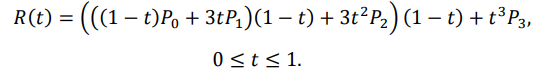 R(t) = (((1 − t)P₀ + 3tP₁)(1 − t) + 3t²P₂)(1 − t) + t³P₃,
0 ≤ t ≤ 1.